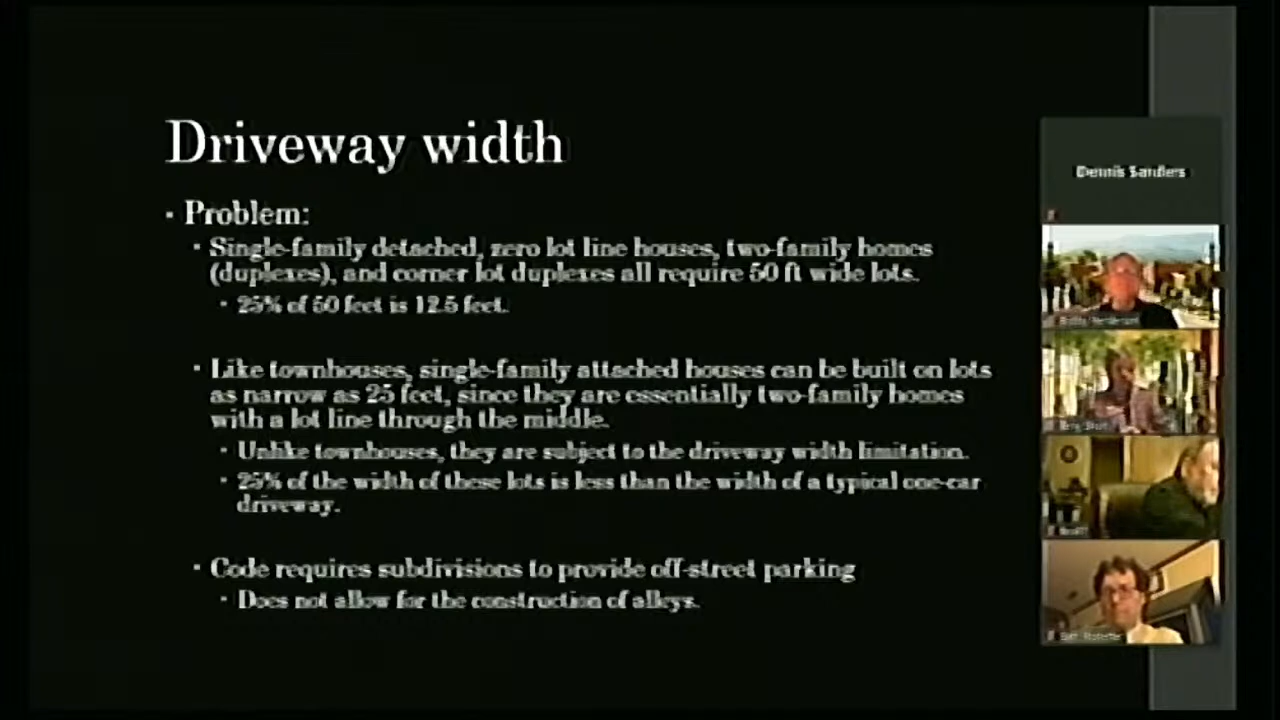 Driveway width
Problem:
Single-family detached, zero lot line houses, two-family homes
(duplexes), and corner lot duplexes all require 50 ft wide lots.
25% of 50 feet is 12.5 feet.
Like townhouses, single-family attached houses can be built on lots
as narrow as 25 feet, since they are essentially two-family homes
with a lot line through the middle.
Unlike townhouses, they are subject to the driveway width limitation.
25% of the width of these lots is less than the width of a typical one-car
driveway.
Code requires subdivisions to provide off-street parking
Does not allow for the construction of alleys.
Dennis Sanders